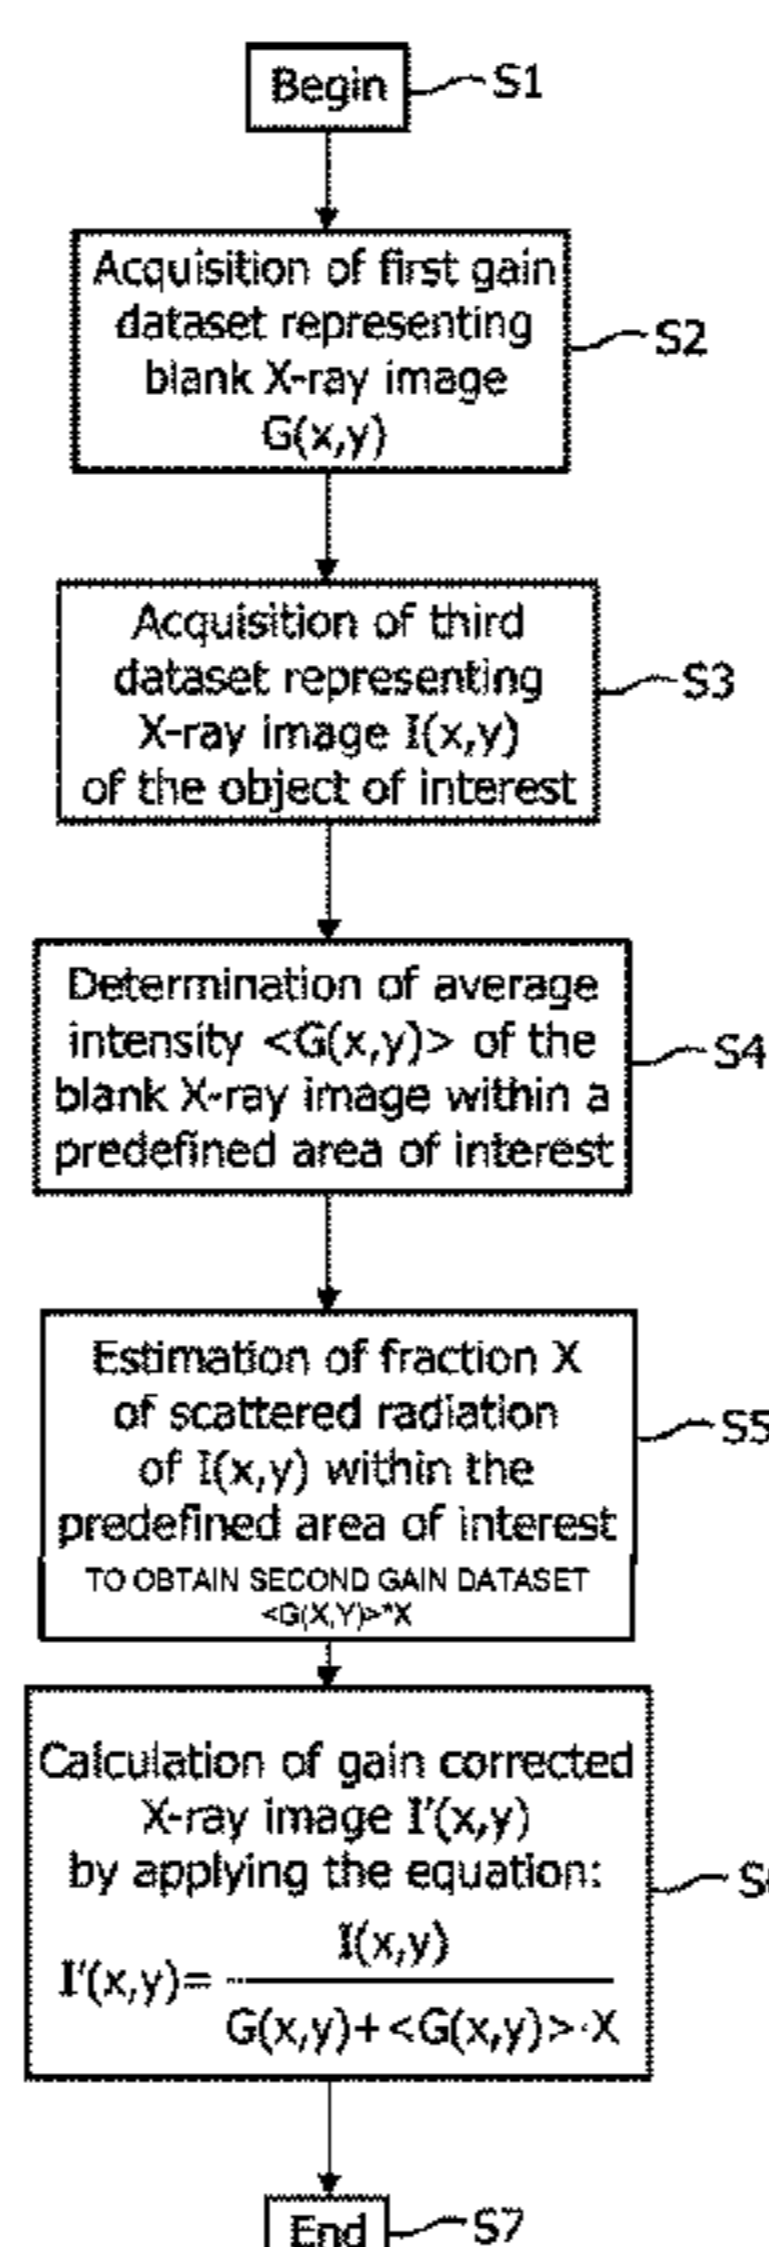 Begin
S1
Acquisition of first gain
dataset representing
blank X-ray image
G(x,y)
S2
Acquisition of third
dataset representing
X-ray image I(x,y)
of the object of interest
S3
Determination of average
intensity <G(x,y)> of the
blank X-ray image within a
predefined area of interest
S4
Estimation of fraction X
of scattered radiation
of I(x,y) within the
predefined area of interest
TO OBTAIN SECOND GAIN DATASET
<G(X,Y)>*X
S5
Calculation of gain corrected
X-ray image I'(x,y)
by applying the equation:
I'(x,y)= I(x,y)
G(x,y)+<G(x,y)>·X
End
S7